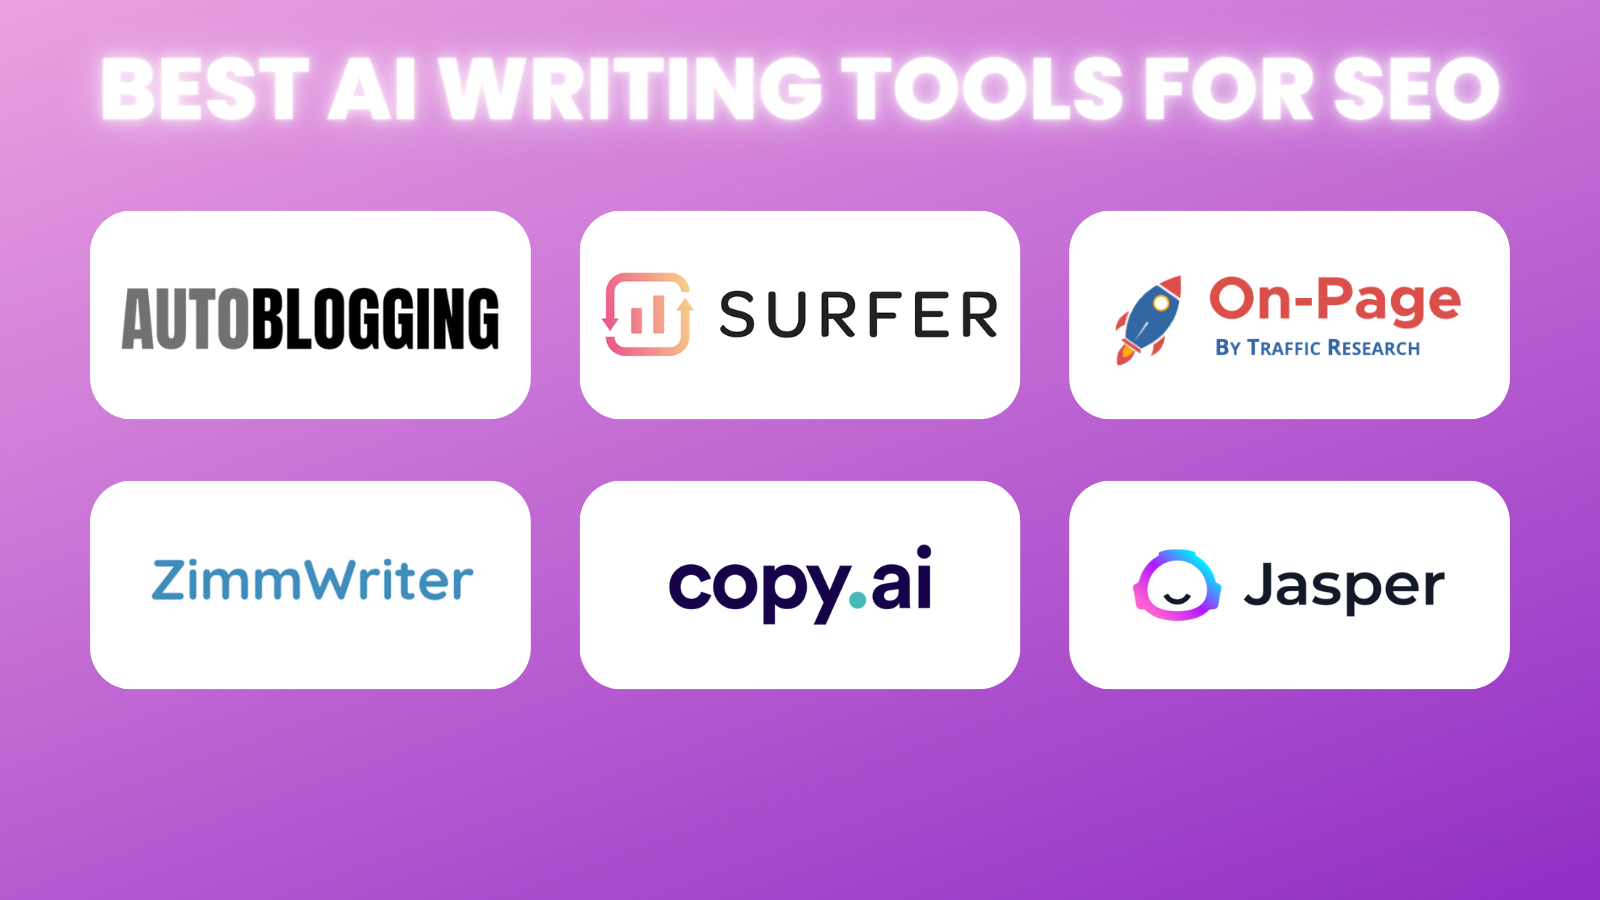 BEST AI WRITING TOOLS FOR SEO
AUTOBLOGGING
SURFER
On-Page
BY TRAFFIC RESEARCH
ZimmWriter
copy.ai
Jasper